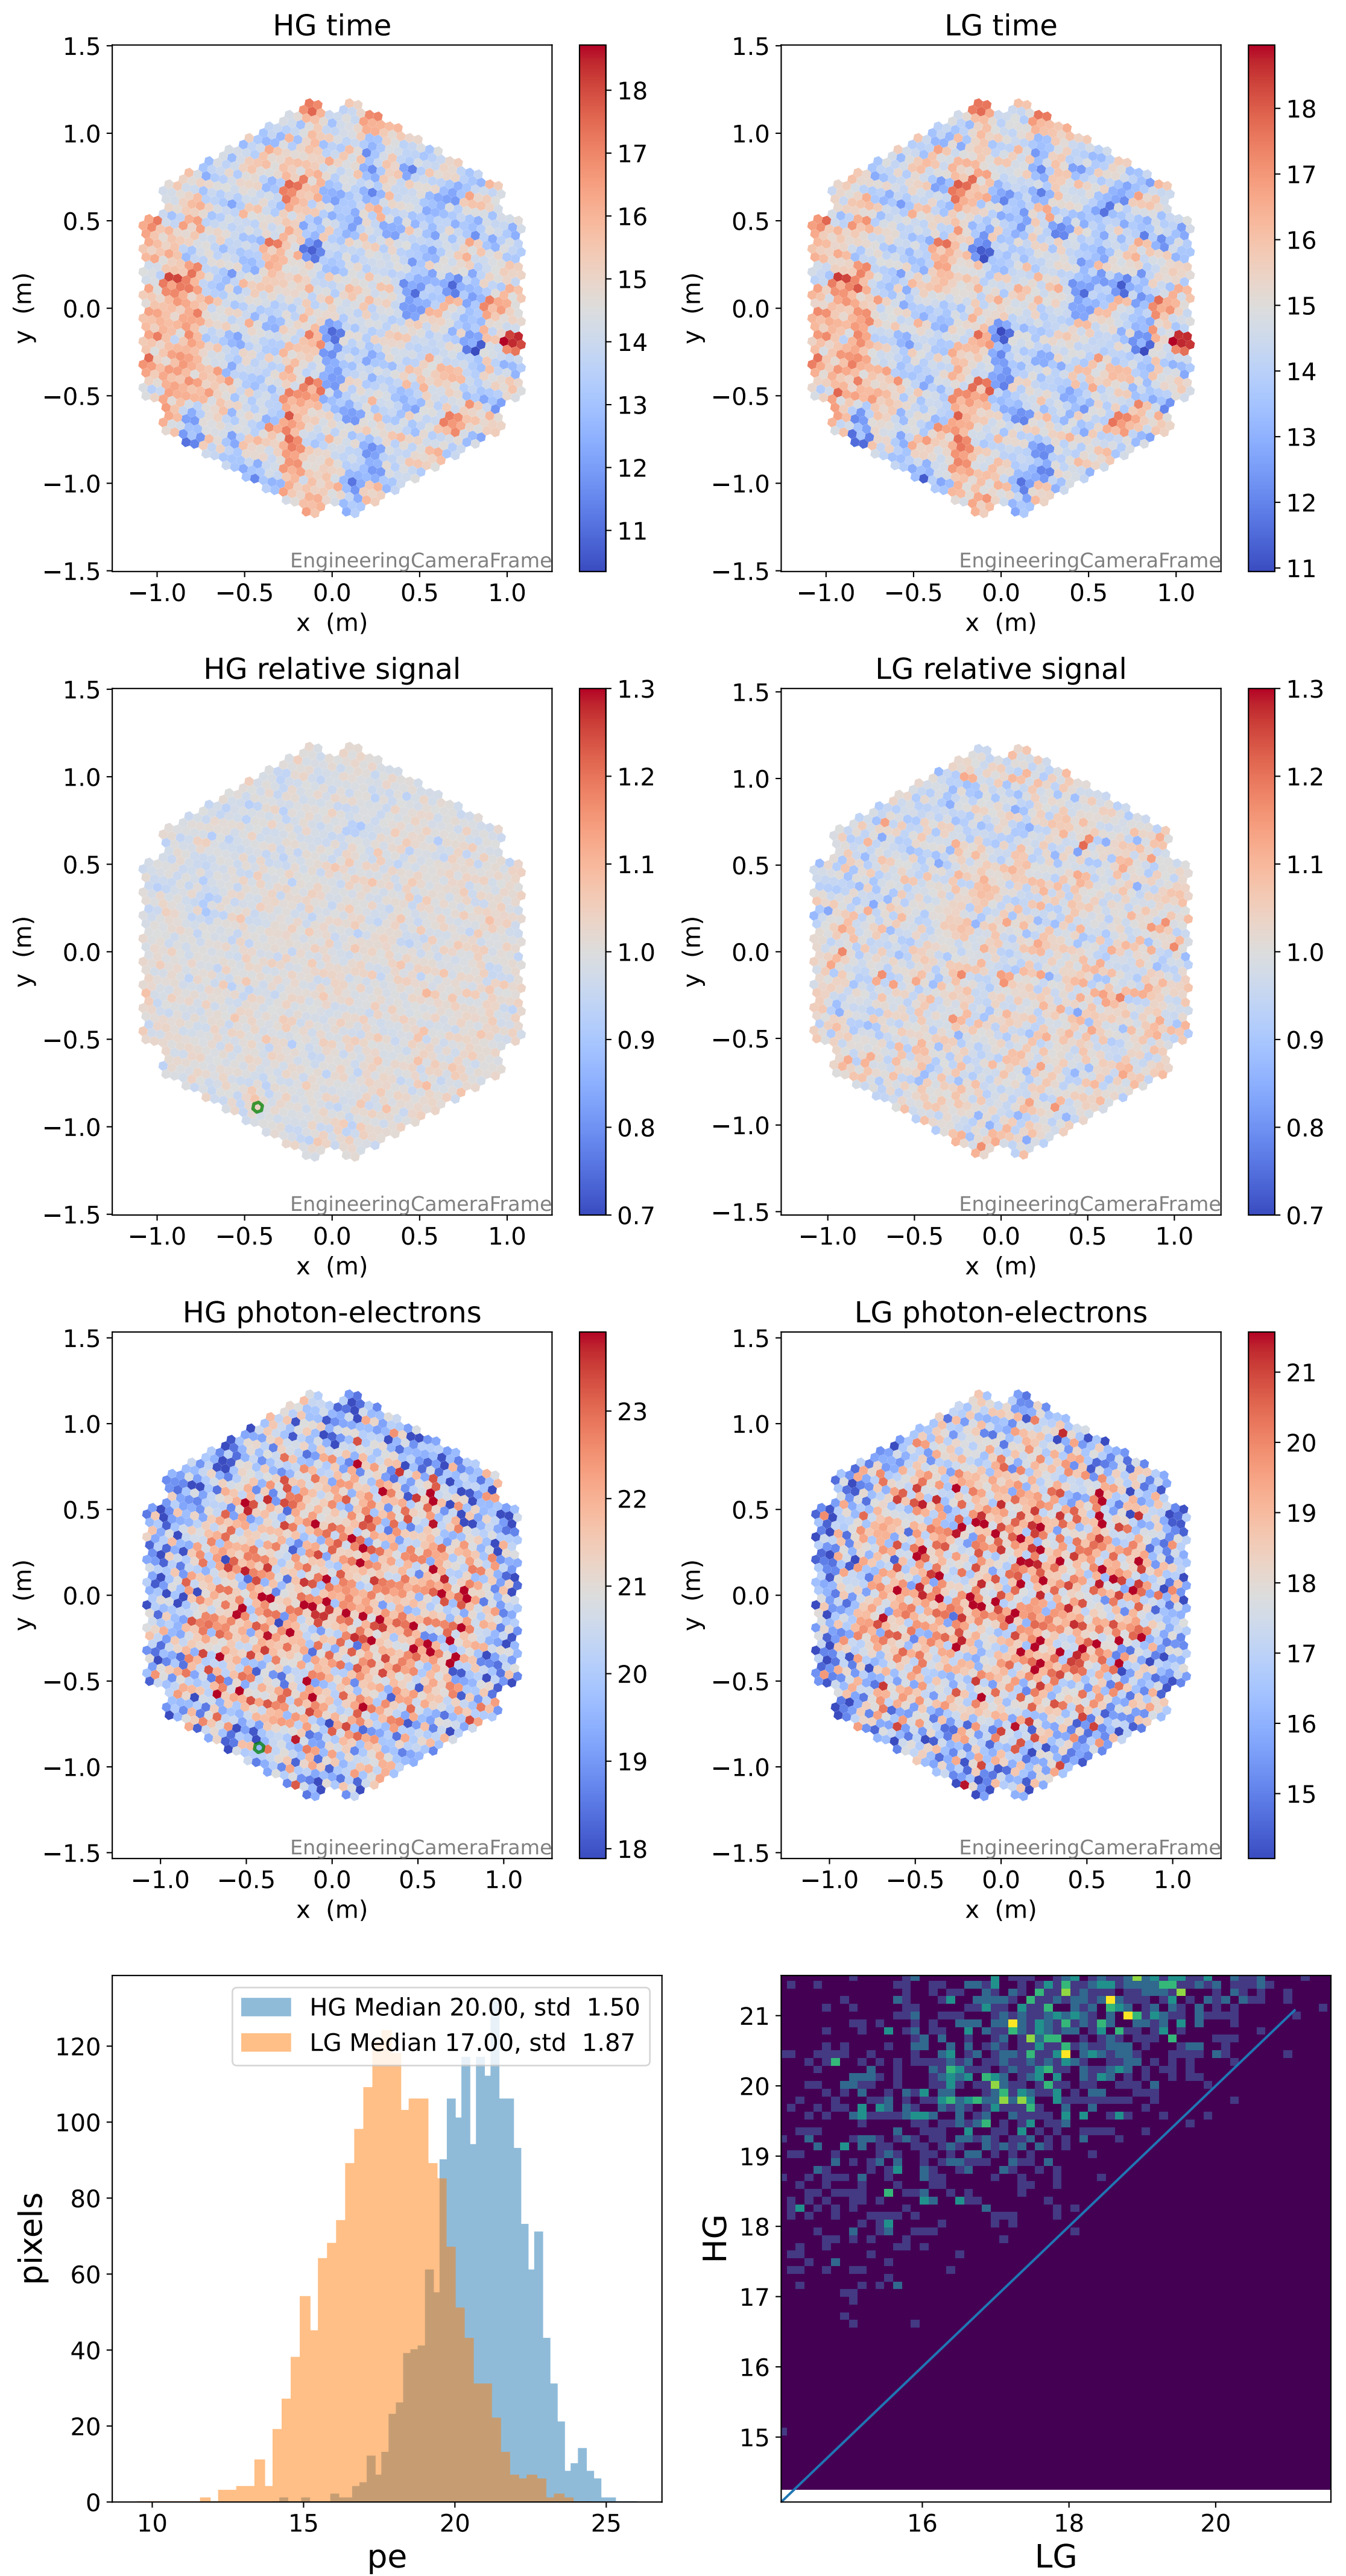 HG time
LG time
1.5
1.0
0.5
0.0
−0.5
−1.0
−1.5
y (m)
EngineeringCameraFrame
−1.0 −0.5 0.0 0.5 1.0
x (m)
18
17
16
15
14
13
12
11
1.5
1.0
0.5
0.0
−0.5
−1.0
−1.5
y (m)
EngineeringCameraFrame
−1.0 −0.5 0.0 0.5 1.0
x (m)
18
17
16
15
14
13
12
11
HG relative signal
LG relative signal
1.5
1.0
0.5
0.0
−0.5
−1.0
−1.5
y (m)
EngineeringCameraFrame
−1.0 −0.5 0.0 0.5 1.0
x (m)
1.3
1.2
1.1
1.0
0.9
0.8
0.7
1.5
1.0
0.5
0.0
−0.5
−1.0
−1.5
y (m)
EngineeringCameraFrame
−1.0 −0.5 0.0 0.5 1.0
x (m)
1.3
1.2
1.1
1.0
0.9
0.8
0.7
HG photon-electrons
LG photon-electrons
1.5
1.0
0.5
0.0
−0.5
−1.0
−1.5
y (m)
EngineeringCameraFrame
−1.0 −0.5 0.0 0.5 1.0
x (m)
23
22
21
20
19
18
1.5
1.0
0.5
0.0
−0.5
−1.0
−1.5
y (m)
EngineeringCameraFrame
−1.0 −0.5 0.0 0.5 1.0
x (m)
21
20
19
18
17
16
15
HG Median 20.00, std 1.50
LG Median 17.00, std 1.87
120
100
80
60
40
20
0
pixels
10 15 20 25
pe
21
20
19
18
17
16
15
HG
16 18 20
LG